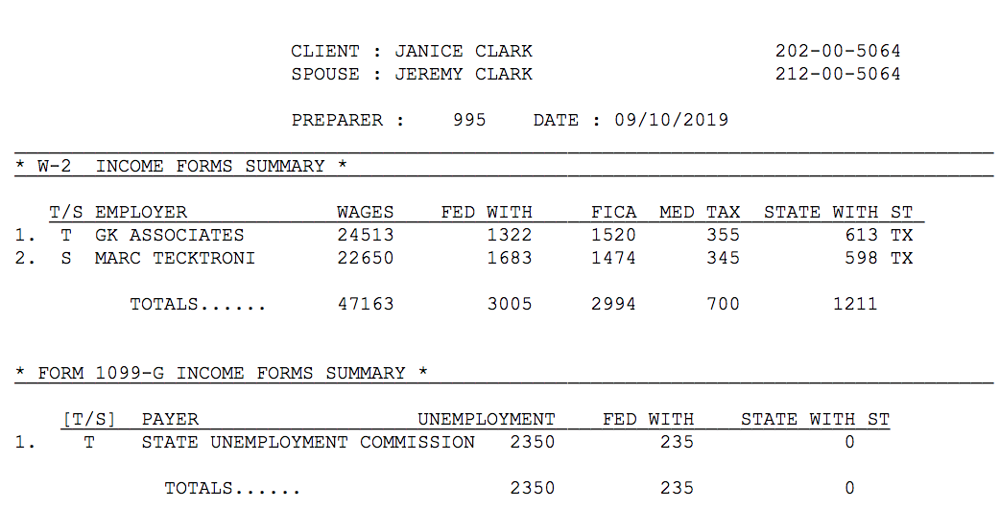 CLIENT : JANICE CLARK 202-00-5064
SPOUSE : JEREMY CLARK 212-00-5064
PREPARER : 995 DATE : 09/10/2019
* W-2 INCOME FORMS SUMMARY *
T/S EMPLOYER WAGES FED WITH FICA MED TAX STATE WITH ST
1. T GK ASSOCIATES 24513 1322 1520 355 613 TX
2. S MARC TECKTRONI 22650 1683 1474 345 598 TX
TOTALS...... 47163 3005 2994 700 1211
* FORM 1099-G INCOME FORMS SUMMARY *
[T/S] PAYER UNEMPLOYMENT FED WITH STATE WITH ST
1. T STATE UNEMPLOYMENT COMMISSION 2350 235 0
TOTALS...... 2350 235 0